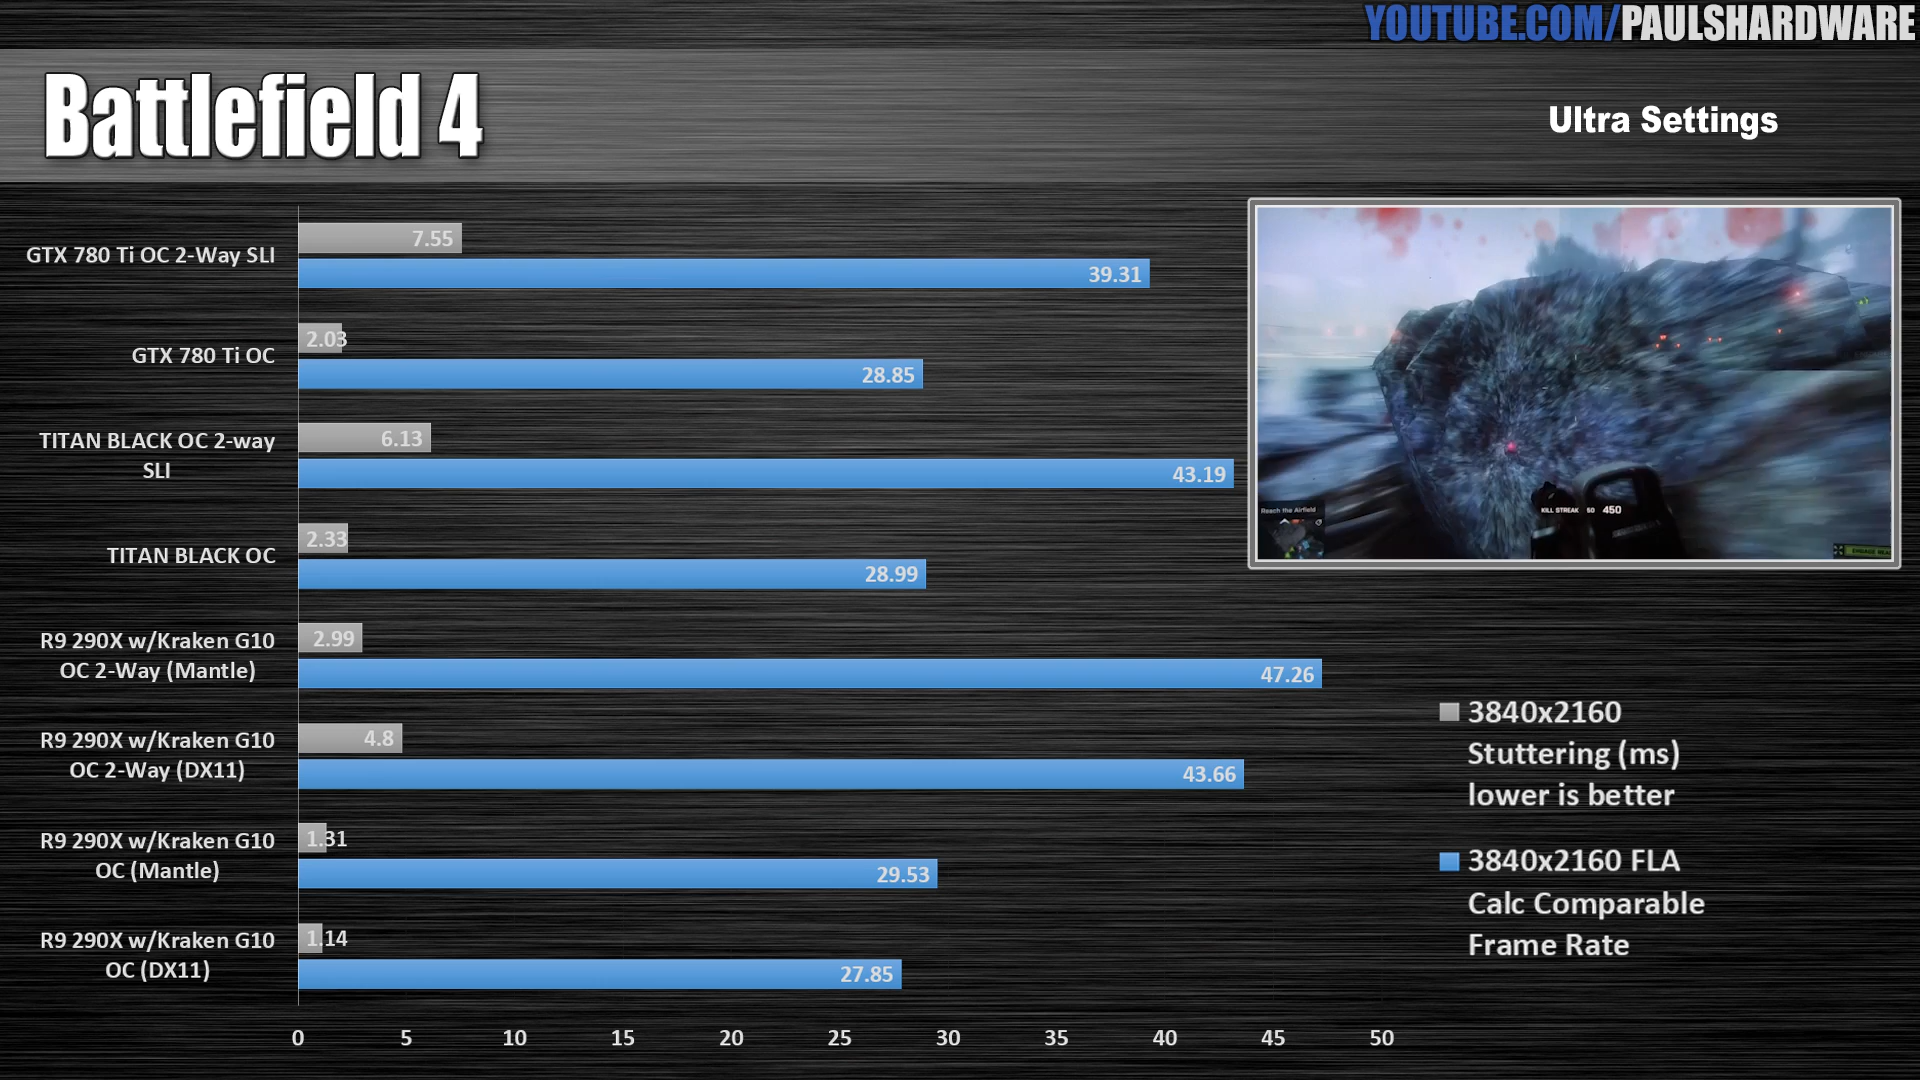 YOUTUBE.COM/PAULSHARDWARE
Battlefield 4
Ultra Settings
GTX 780 Ti OC 2-Way SLI
7.55
39.31
GTX 780 Ti OC
2.03
28.85
TITAN BLACK OC 2-way
SLI
6.13
43.19
TITAN BLACK OC
2.33
28.99
R9 290X w/Kraken G10
OC 2-Way (Mantle)
2.99
47.26
R9 290X w/Kraken G10
OC 2-Way (DX11)
4.8
43.66
R9 290X w/Kraken G10
OC (Mantle)
1.31
29.53
R9 290X w/Kraken G10
OC (DX11)
1.14
27.85
0 5 10 15 20 25 30 35 40 45 50
Reach the Airfield
KILL STREAK 50 450
3840x2160
Stuttering (ms)
lower is better
3840x2160 FLA
Calc Comparable
Frame Rate